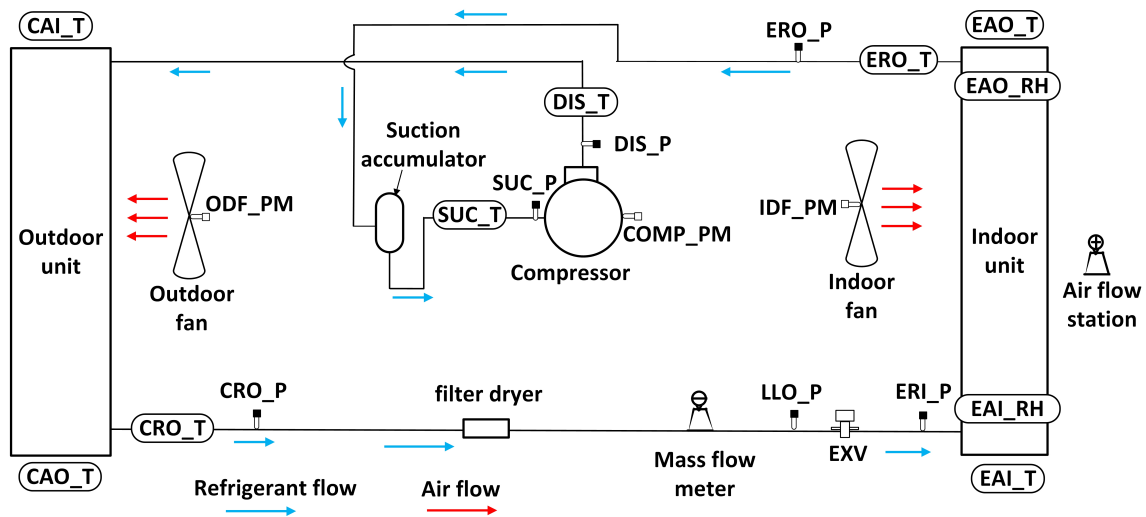 CAI_T
ERO_P
EAO_T
ERO_T
EAO_RH
DIS_T
Suction
accumulator
DIS_P
SUC_P
ODF_PM
SUC_T
IDF_PM
COMP_PM
Outdoor
unit
Indoor
unit
Compressor
Outdoor
fan
Indoor
fan
Air flow
station
CRO_P
filter dryer
LLO_P
ERI_P
EAI_RH
CRO_T
EXV
Mass flow
meter
CAO_T
EAI_T
Refrigerant flow
Air flow